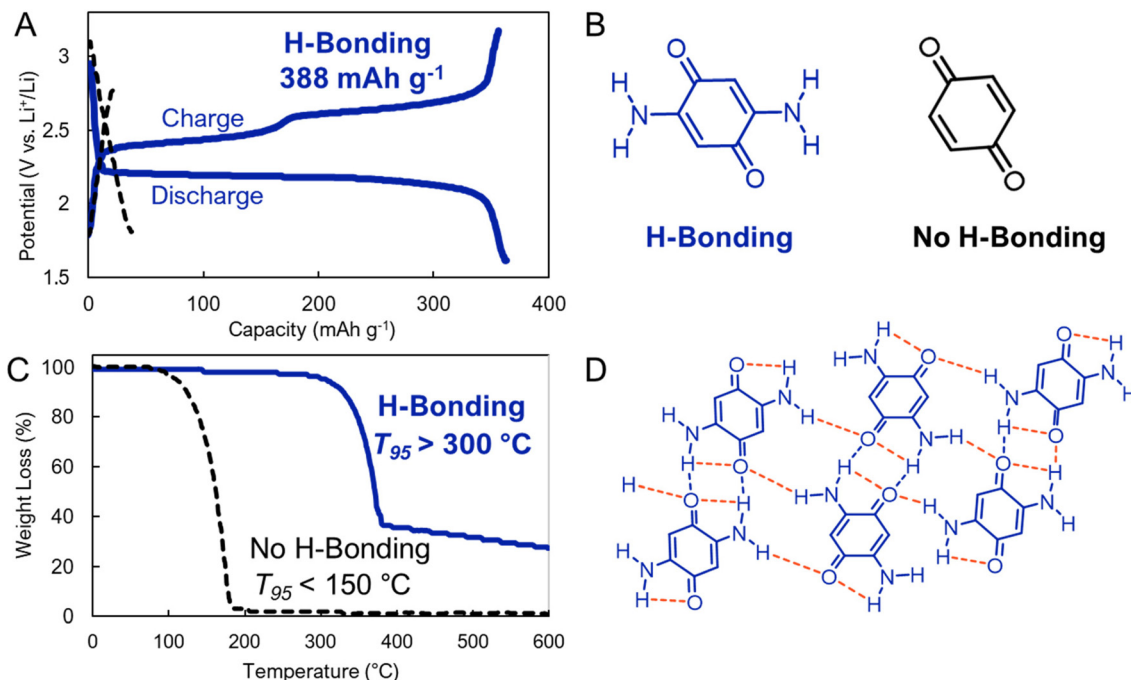 A
H-Bonding
388 mAh g⁻¹
Charge
Discharge
3
2.5
2
1.5
Potential (V vs. Li⁺/Li)
0 100 200 300 400
Capacity (mAh g⁻¹)
B
O
H
N
H
N
H
H
O
H-Bonding
O
O
No H-Bonding
C
H-Bonding
T₉₅ > 300 °C
No H-Bonding
T₉₅ < 150 °C
100
80
60
40
20
0
Weight Loss (%)
0 100 200 300 400 500 600
Temperature (°C)
D
H O H
O H H N O N H
H N H N
N H N O
H H O N H H H
H O H N O N
H O H N O H H
N H N H
H N O H O
H O H N H